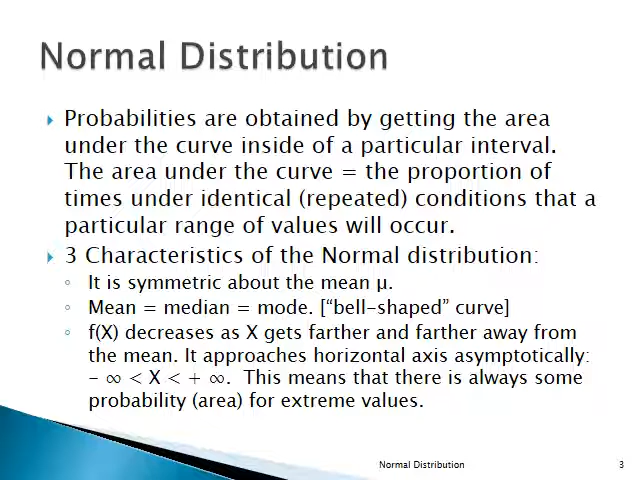 Normal Distribution
Probabilities are obtained by getting the area
under the curve inside of a particular interval.
The area under the curve = the proportion of
times under identical (repeated) conditions that a
particular range of values will occur.
3 Characteristics of the Normal distribution:
It is symmetric about the mean µ.
Mean = median = mode. [“bell-shaped” curve]
f(X) decreases as X gets farther and farther away from
the mean. It approaches horizontal axis asymptotically:
- ∞ < X < + ∞. This means that there is always some
probability (area) for extreme values.
Normal Distribution 3